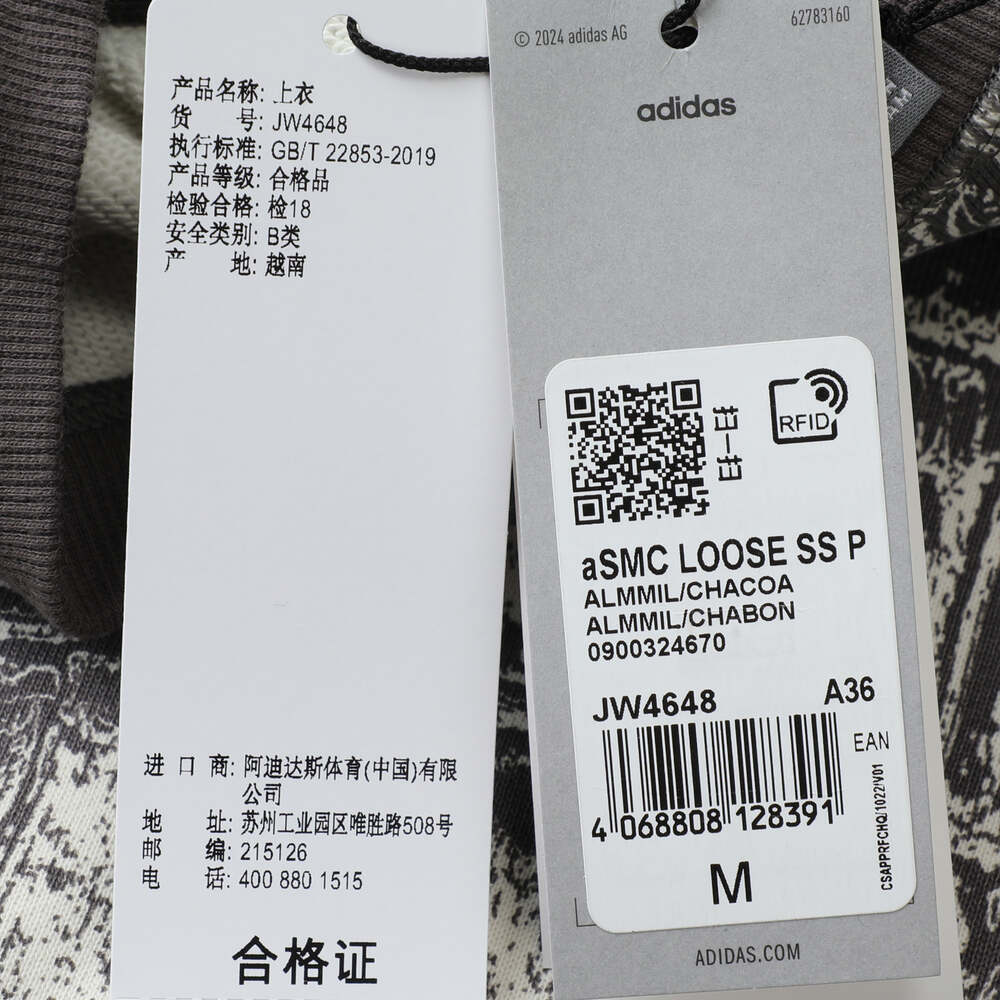 产品名称: 上衣
货 号: JW4648
执行标准: GB/T 22853-2019
产品等级: 合格品
检验合格: 检18
安全类别: B类
产 地: 越南
进 口 商: 阿迪达斯体育(中国)有限
公司
地 址: 苏州工业园区唯胜路508号
邮 编: 215126
电 话: 400 880 1515
合格证
© 2024 adidas AG
62783160
adidas
扫一扫
RFID
aSMC LOOSE SS P
ALMMIL/CHACOA
ALMMIL/CHABON
0900324670
JW4648 A36
EAN
4 068808 128391
CSAPPRFCHQ/1022/V01
M
ADIDAS.COM